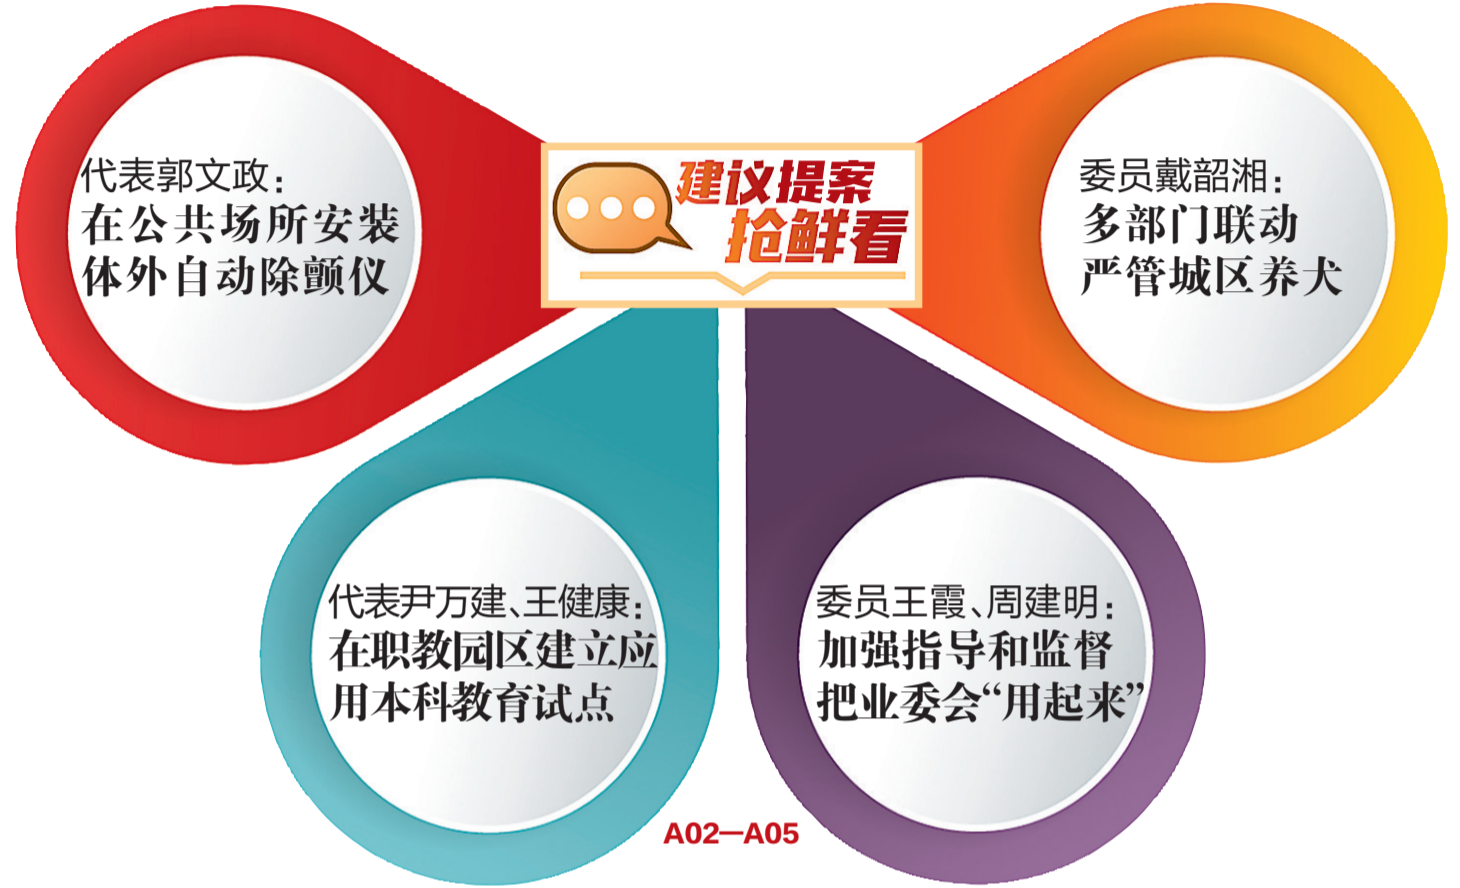 建议提案
抢鲜看
代表郭文政：
在公共场所安装
体外自动除颤仪
委员戴韶湘：
多部门联动
严管城区养犬
代表尹万建、王健康：
在职教园区建立应
用本科教育试点
委员王霞、周建明：
加强指导和监督
把业委会“用起来”
A02—A05